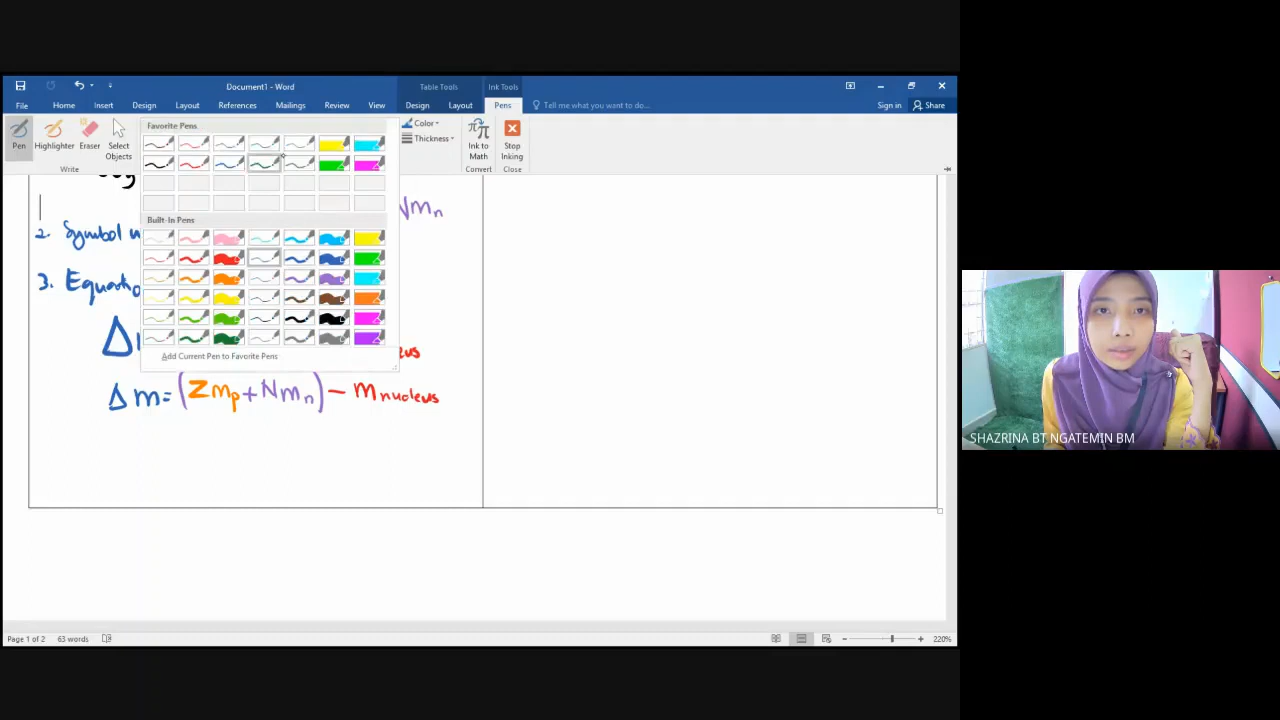 Document1 - Word
Table Tools
Ink Tools
File
Home
Insert
Design
Layout
References
Mailings
Review
View
Design
Layout
Pens
Tell me what you want to do...
Sign in
Share
Pen
Highlighter
Eraser
Select Objects
Write
Favorite Pens
Built-In Pens
Add Current Pen to Favorite Pens
Color
Thickness
Ink to Math
Convert
Stop Inking
Close
Nmn
2. Symbol
3. Equatio
Δ
eus
Δm = (Zmp + Nmn) - mnucleus
Page 1 of 2
63 words
220%
SHAZRINA BT NGATEMIN BM